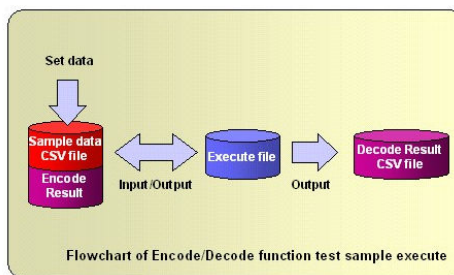 Set data
Sample data
CSV file
Encode
Result
Input/Output
Execute file
Output
Decode Result
CSV file
Flowchart of Encode/Decode function test sample execute